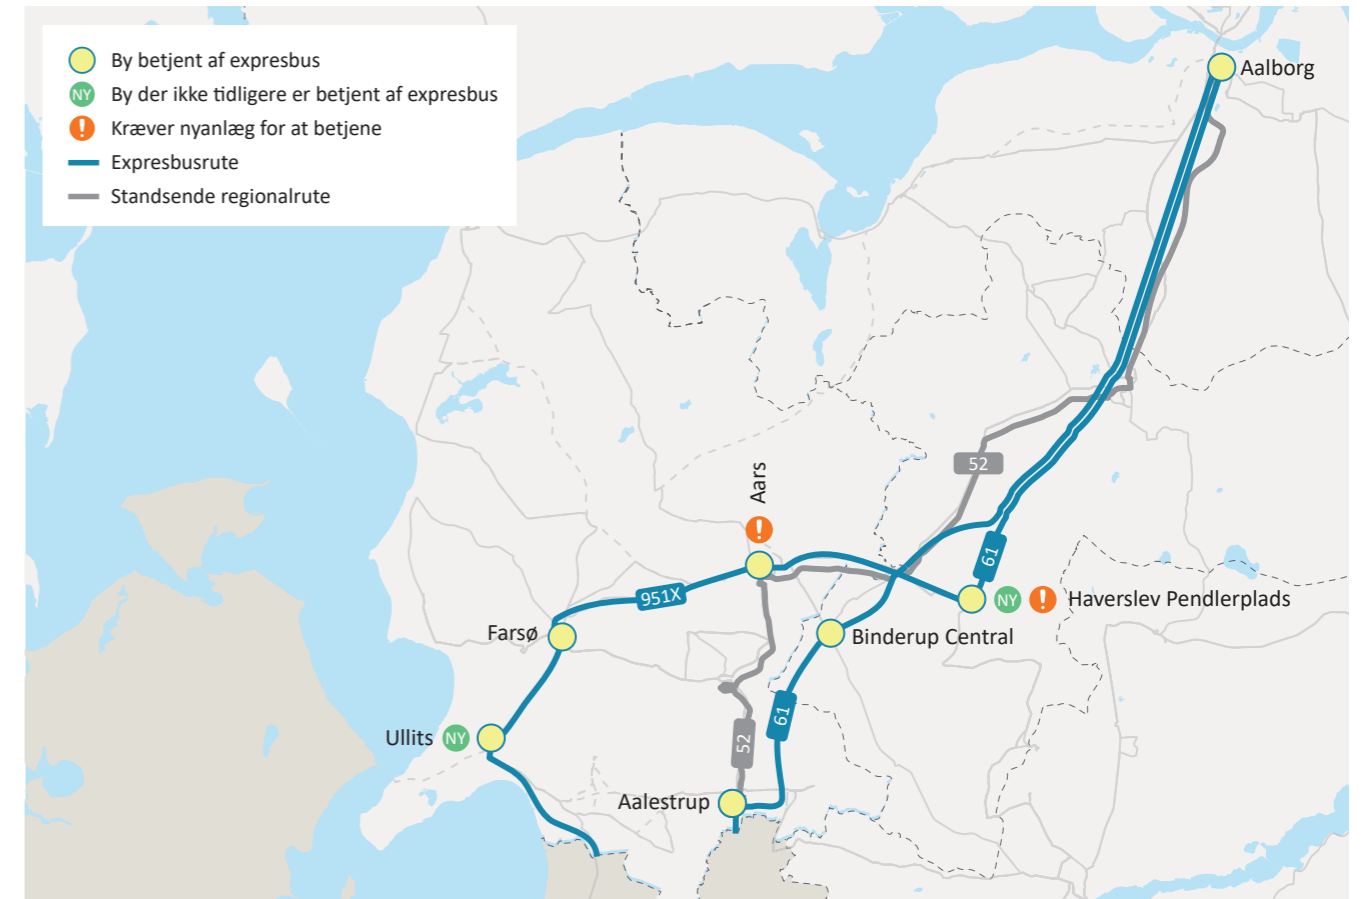 By betjent af expresbus
NY By der ikke tidligere er betjent af expresbus
! Kræver nyanlæg for at betjene
Expresbusrute
Standsende regionalrute
Aalborg
52
Aars
!
61
951X
NY ! Haverslev Pendlerplads
Farsø
Binderup Central
61
Ullits NY
52
Aalestrup